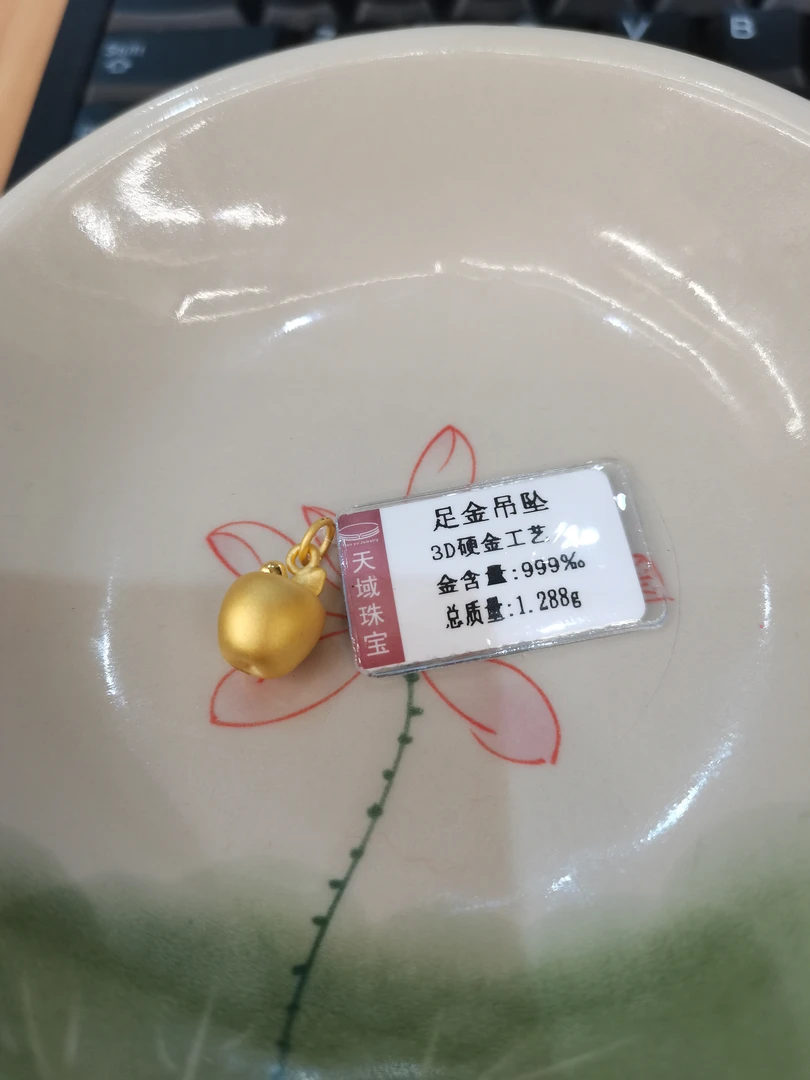 V
B
足金吊坠
3D硬金工艺
金含量:999‰
总质量:1.288g
天域珠宝